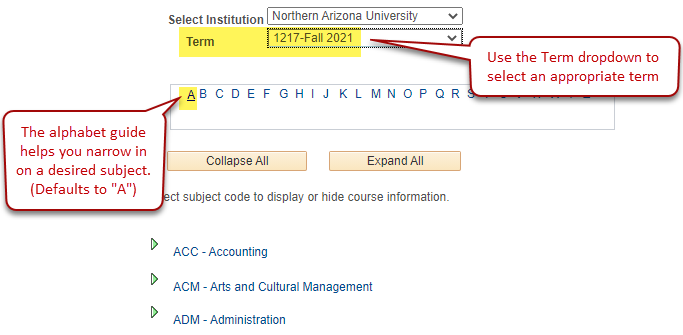 Select Institution Northern Arizona University
Term 1217-Fall 2021
Use the Term dropdown to
select an appropriate term
A B C D E F G H I J K L M N O P Q R S
The alphabet guide
helps you narrow in
on a desired subject.
(Defaults to "A")
Collapse All Expand All
ect subject code to display or hide course information.
ACC - Accounting
ACM - Arts and Cultural Management
ADM - Administration